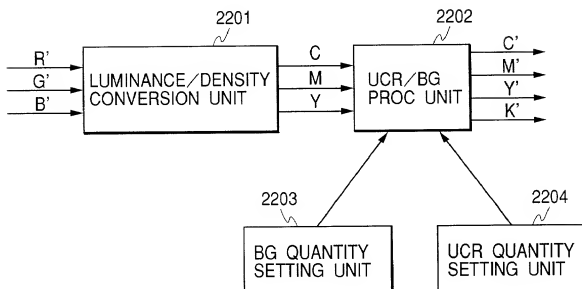 2201
2202
R'
G'
B'
LUMINANCE/DENSITY
CONVERSION UNIT
C
M
Y
UCR/BG
PROC UNIT
C'
M'
Y'
K'
2203
2204
BG QUANTITY
SETTING UNIT
UCR QUANTITY
SETTING UNIT